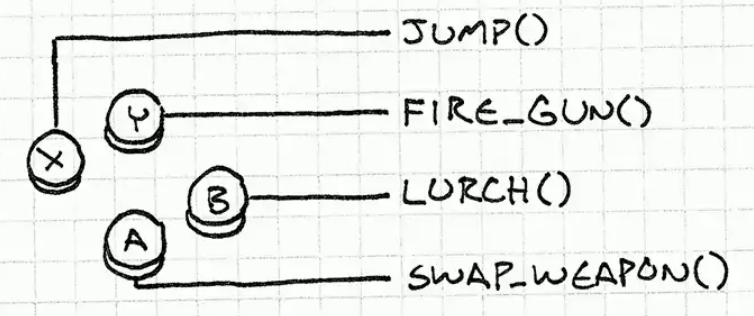 JUMP()
Y
FIRE_GUN()
X
B
LURCH()
A
SWAP_WEAPON()